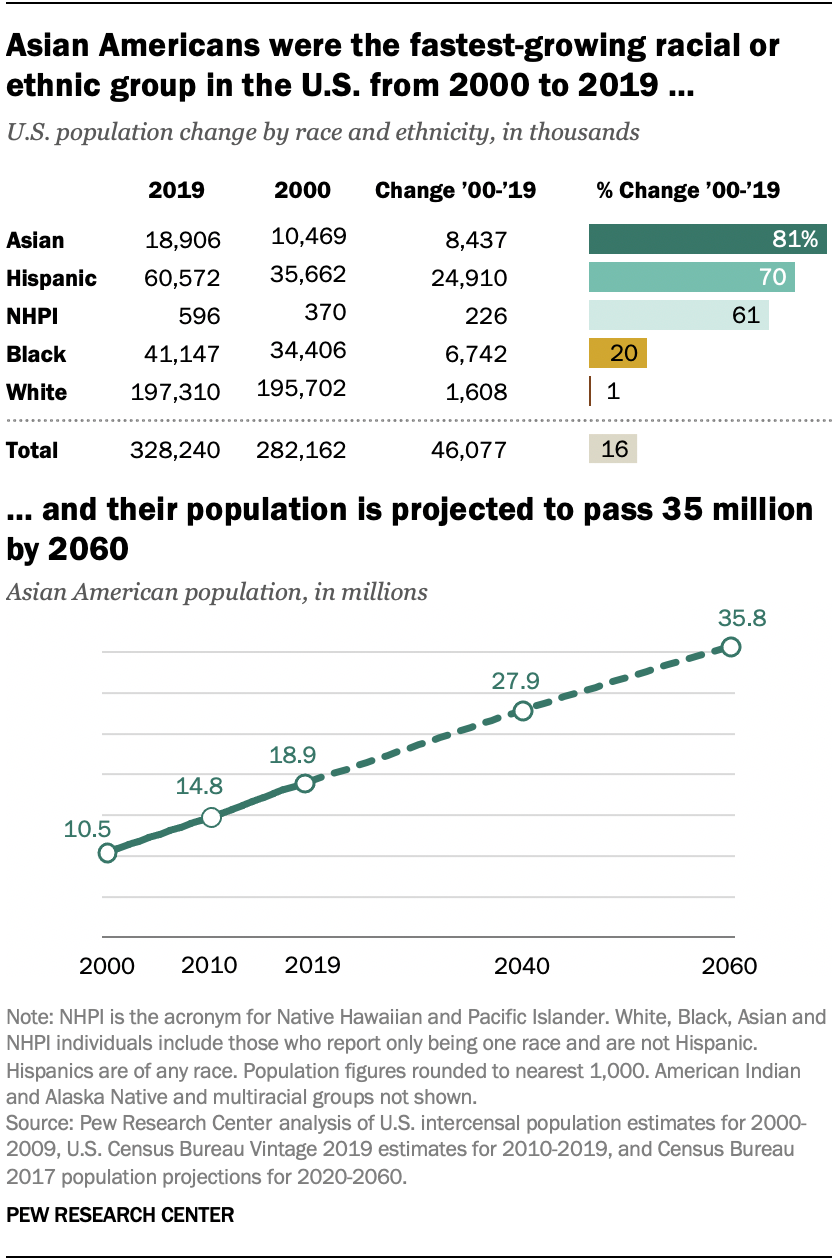 Asian Americans were the fastest-growing racial or
ethnic group in the U.S. from 2000 to 2019 ...
U.S. population change by race and ethnicity, in thousands
2019 2000 Change ’00-’19 % Change ’00-’19
Asian 18,906 10,469 8,437 81%
Hispanic 60,572 35,662 24,910 70
NHPI 596 370 226 61
Black 41,147 34,406 6,742 20
White 197,310 195,702 1,608 1
Total 328,240 282,162 46,077 16
... and their population is projected to pass 35 million
by 2060
Asian American population, in millions
35.8
27.9
18.9
14.8
10.5
2000 2010 2019 2040 2060
Note: NHPI is the acronym for Native Hawaiian and Pacific Islander. White, Black, Asian and
NHPI individuals include those who report only being one race and are not Hispanic.
Hispanics are of any race. Population figures rounded to nearest 1,000. American Indian
and Alaska Native and multiracial groups not shown.
Source: Pew Research Center analysis of U.S. intercensal population estimates for 2000-
2009, U.S. Census Bureau Vintage 2019 estimates for 2010-2019, and Census Bureau
2017 population projections for 2020-2060.
PEW RESEARCH CENTER